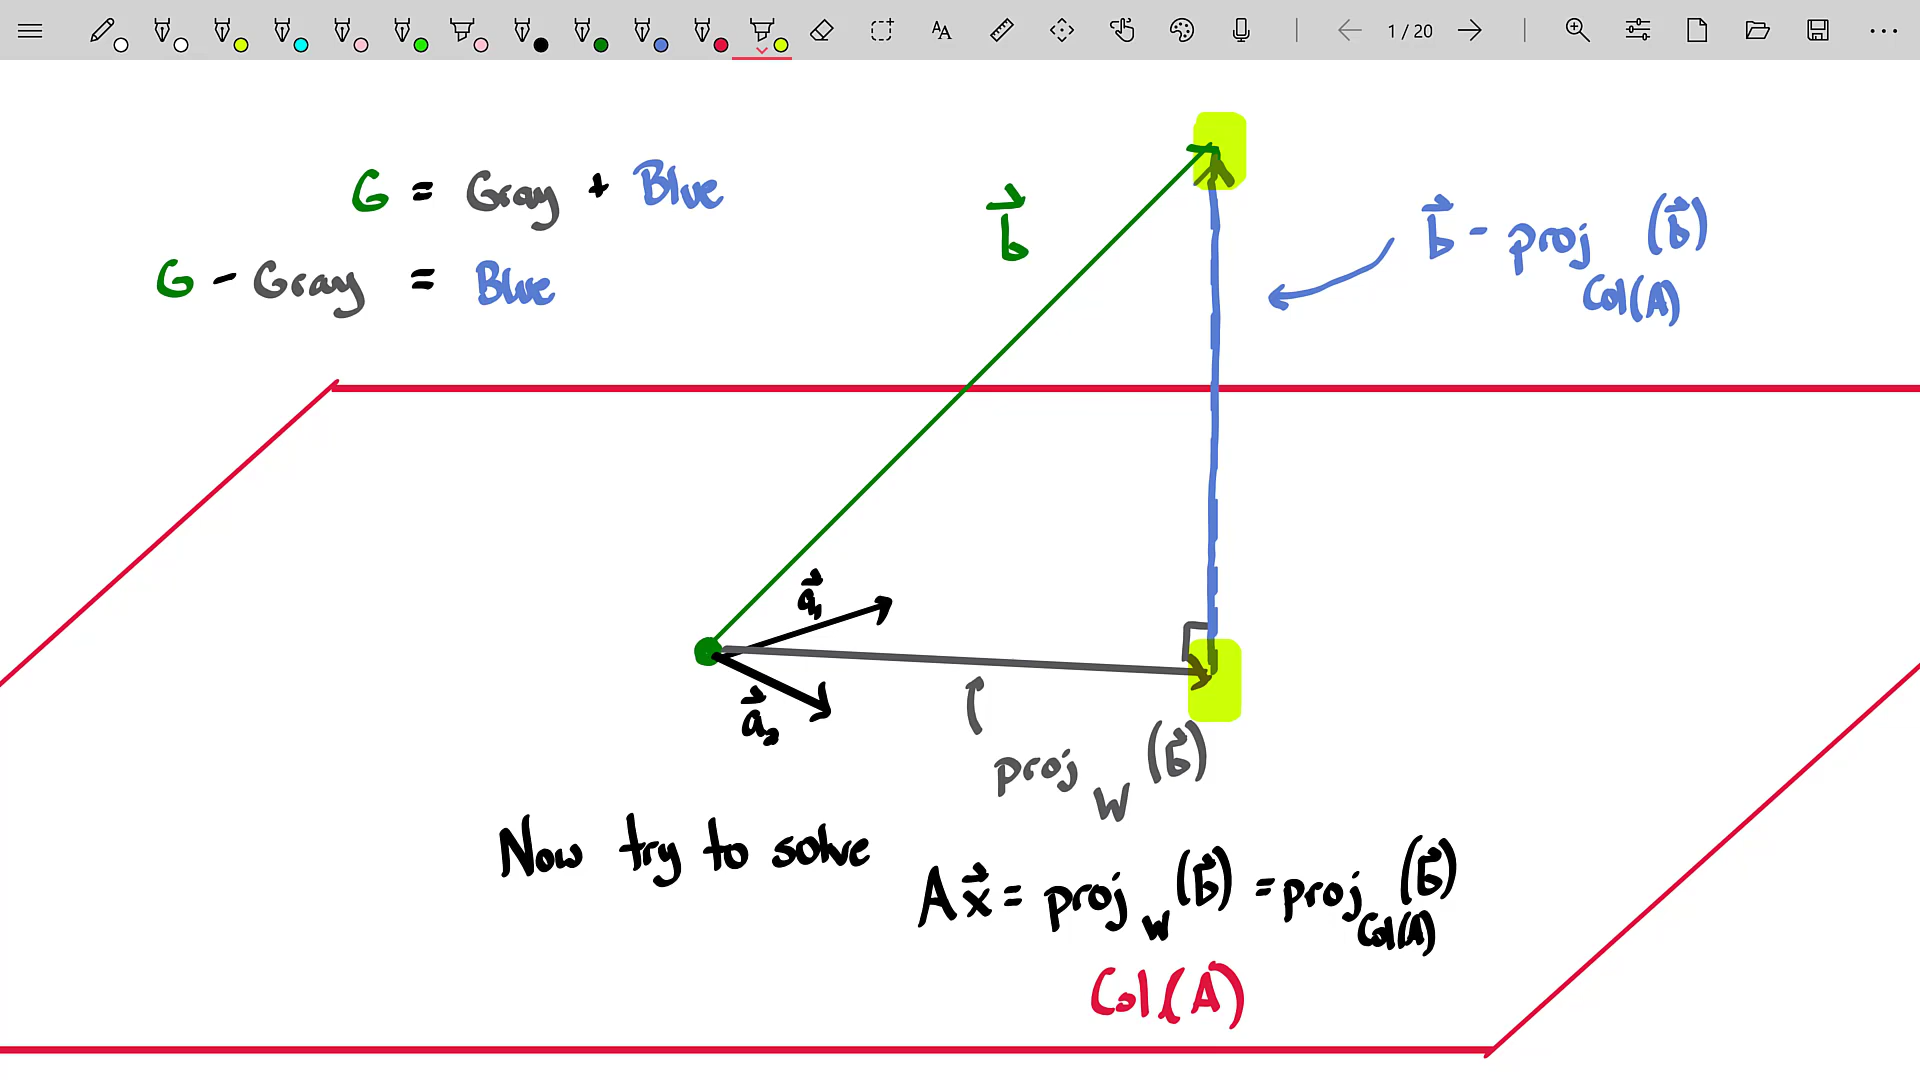 1 / 20
G = Gray + Blue
G - Gray = Blue
b⃗
b⃗ - proj Col(A) (b⃗)
a⃗₁
a⃗₂
proj W (b⃗)
Now try to solve
Ax⃗ = proj W (b⃗) = proj Col(A) (b⃗)
Col(A)